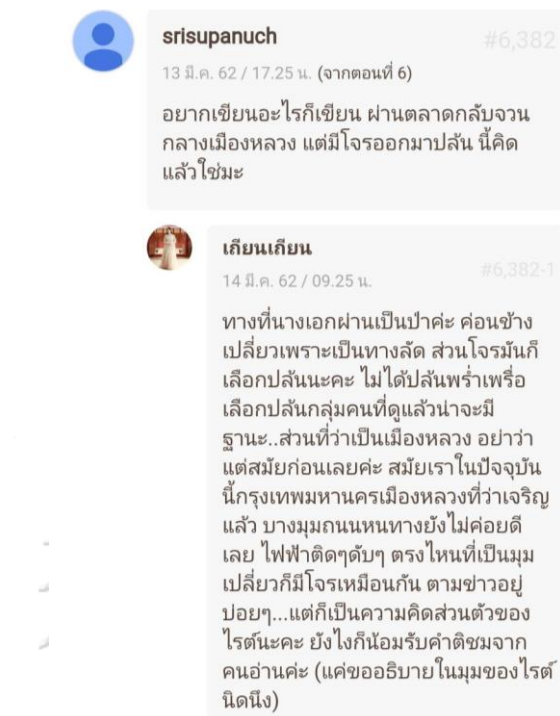 srisupanuch
#6,382
13 มี.ค. 62 / 17.25 น. (จากตอนที่ 6)
อยากเขียนอะไรก็เขียน ผ่านตลาดกลับจวน
กลางเมืองหลวง แต่มีโจรออกมาปล้น นี้คิด
แล้วใช่มะ
เถียนเถียน
#6,382-1
14 มี.ค. 62 / 09.25 น.
ทางที่นางเอกผ่านเป็นป่าค่ะ ค่อนข้าง
เปลี่ยวเพราะเป็นทางลัด ส่วนโจรมันก็
เลือกปลันนะคะ ไม่ได้ปลันพร่ำเพรื่อ
เลือกปลันกลุ่มคนที่ดูแล้วน่าจะมี
ฐานะ..ส่วนที่ว่าเป็นเมืองหลวง อย่าว่า
แต่สมัยก่อนเลยค่ะ สมัยเราในปัจจุบัน
นี้กรุงเทพมหานครเมืองหลวงที่ว่าเจริญ
แล้ว บางมุมถนนหนทางยังไม่ค่อยดี
เลย ไฟฟ้าติดๆดับๆ ตรงไหนที่เป็นมุม
เปลี่ยวก็มีโจรเหมือนกัน ตามข่าวอยู่
บ่อยๆ...แต่ก็เป็นความคิดส่วนตัวของ
ไรต์นะคะ ยังไงก็น้อมรับคำติชมจาก
คนอ่านค่ะ (แค่ขออธิบายในมุมของไรต์
นิดนึง)